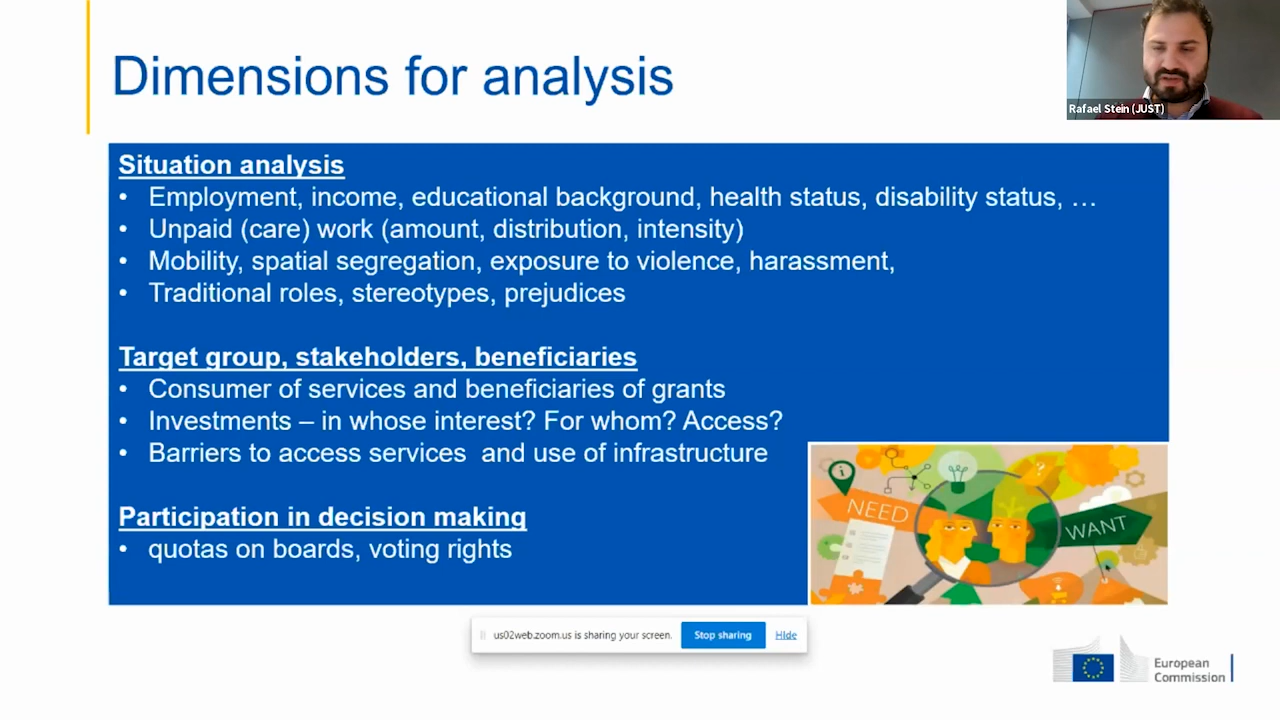 Dimensions for analysis
Rafael Stein (JUST)
Situation analysis
• Employment, income, educational background, health status, disability status, …
• Unpaid (care) work (amount, distribution, intensity)
• Mobility, spatial segregation, exposure to violence, harassment,
• Traditional roles, stereotypes, prejudices
Target group, stakeholders, beneficiaries
• Consumer of services and beneficiaries of grants
• Investments – in whose interest? For whom? Access?
• Barriers to access services  and use of infrastructure
Participation in decision making
• quotas on boards, voting rights
NEED
WANT
us02web.zoom.us is sharing your screen.
Stop sharing
Hide
European
Commission